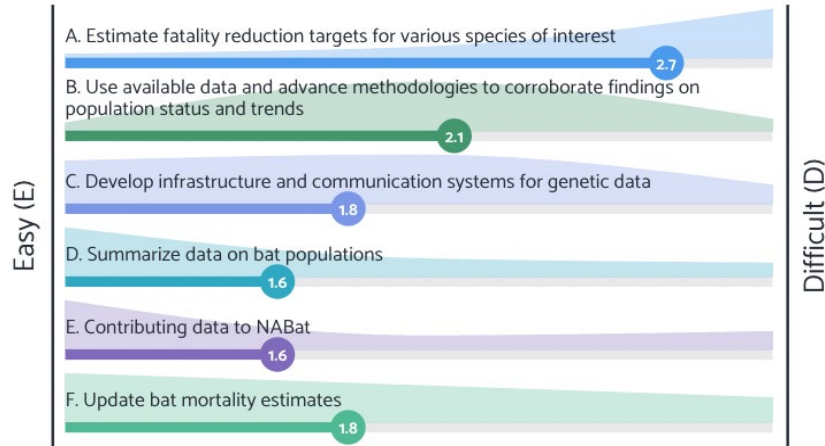 A. Estimate fatality reduction targets for various species of interest
2.7
B. Use available data and advance methodologies to corroborate findings on
population status and trends
2.1
C. Develop infrastructure and communication systems for genetic data
1.8
D. Summarize data on bat populations
1.6
E. Contributing data to NABat
1.6
F. Update bat mortality estimates
1.8
Easy (E)
Difficult (D)